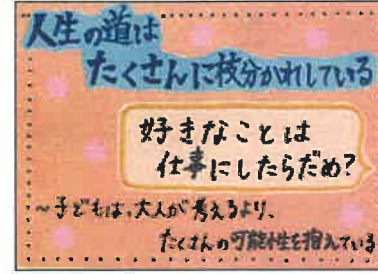 人生の道は
たくさんに枝分かれしている
好きなことは
仕事にしたらだめ?
~子どもは、大人が考えるより、
たくさんの可能性を抱えている